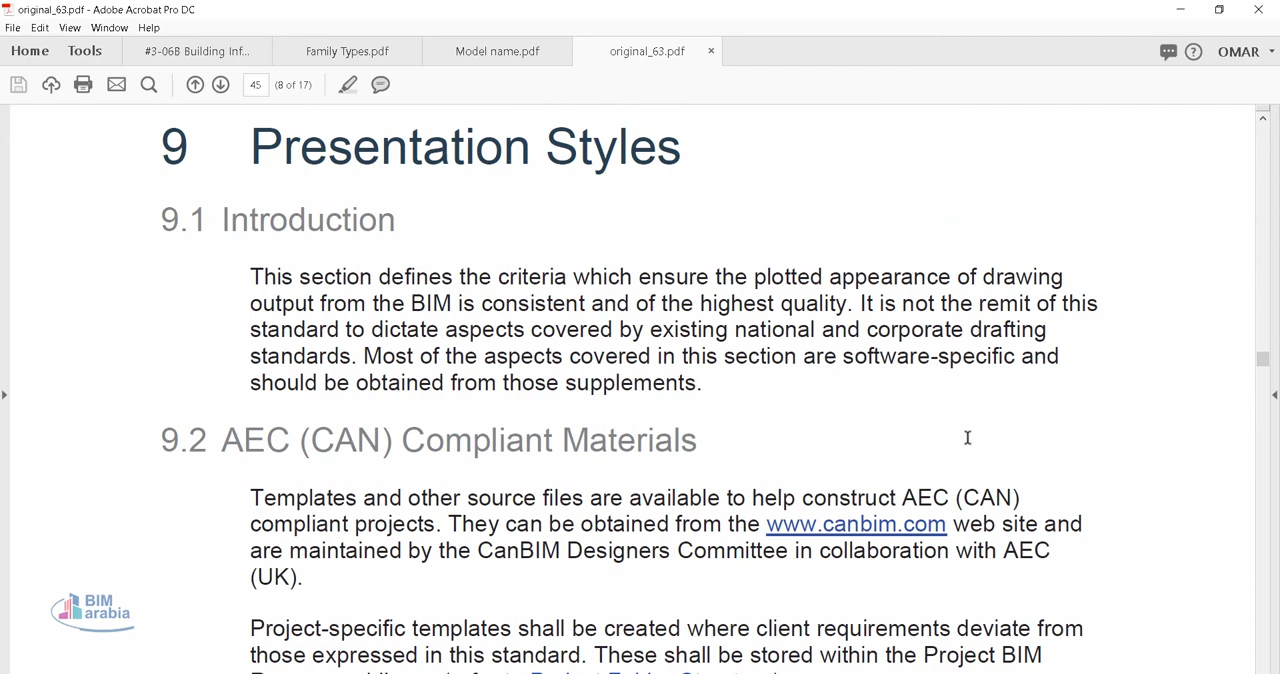 original_63.pdf - Adobe Acrobat Pro DC
File Edit View Window Help
Home Tools #3-06B Building Inf... Family Types.pdf Model name.pdf original_63.pdf × OMAR
45 (8 of 17)
9 Presentation Styles
9.1 Introduction
This section defines the criteria which ensure the plotted appearance of drawing
output from the BIM is consistent and of the highest quality. It is not the remit of this
standard to dictate aspects covered by existing national and corporate drafting
standards. Most of the aspects covered in this section are software-specific and
should be obtained from those supplements.
9.2 AEC (CAN) Compliant Materials
Templates and other source files are available to help construct AEC (CAN)
compliant projects. They can be obtained from the www.canbim.com web site and
are maintained by the CanBIM Designers Committee in collaboration with AEC
(UK).
BIM
arabia
Project-specific templates shall be created where client requirements deviate from
those expressed in this standard. These shall be stored within the Project BIM